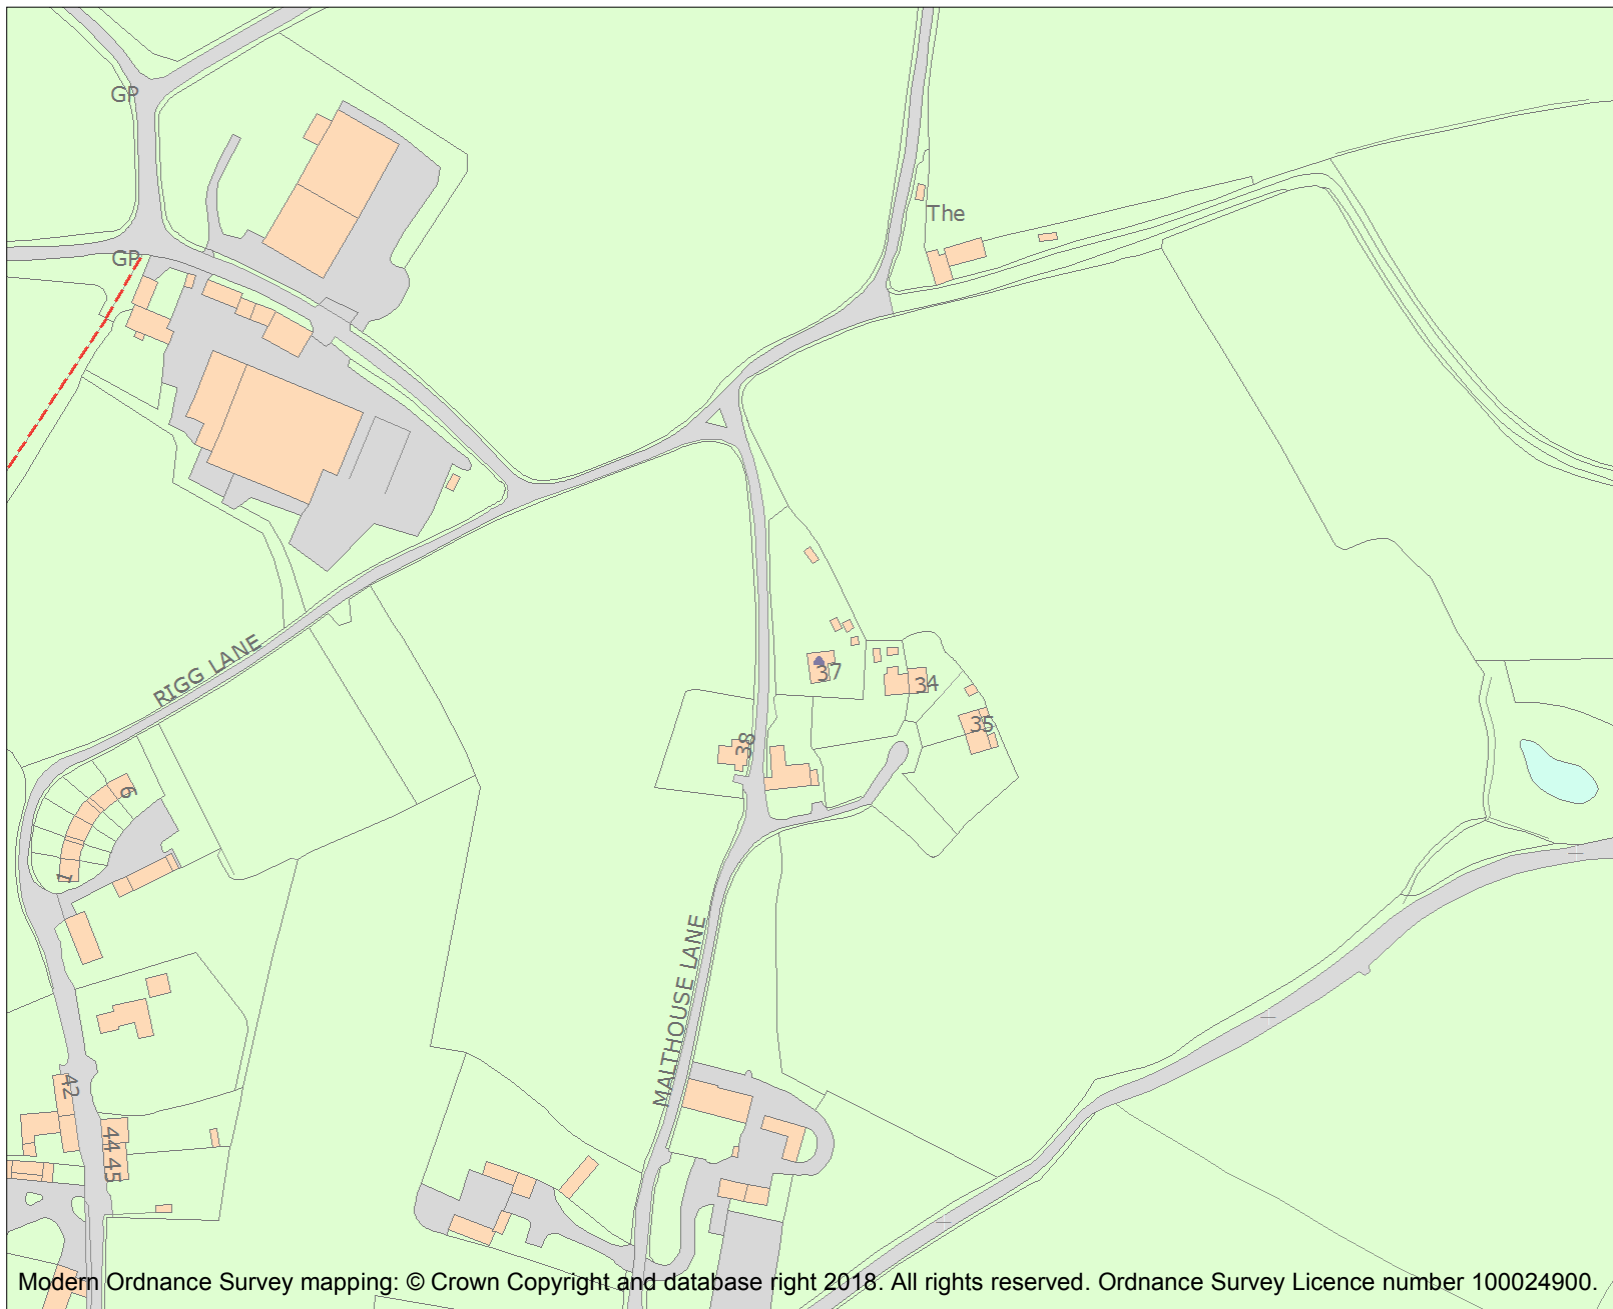 GP
The
GP
RIGG LANE
37
34
35
38
6
1
MALTHOUSE LANE
42
44
45
Modern Ordnance Survey mapping: © Crown Copyright and database right 2018. All rights reserved. Ordnance Survey Licence number 100024900.